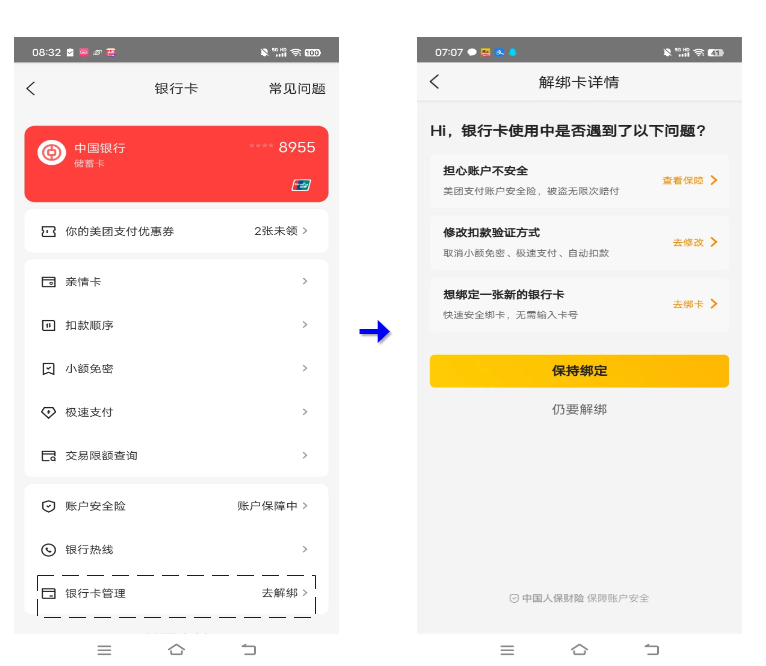 08:32
银行卡
常见问题
中国银行
储蓄卡
**** 8955
你的美团支付优惠券
2张未领
亲情卡
扣款顺序
小额免密
极速支付
交易限额查询
账户安全险
账户保障中
银行热线
银行卡管理
去解绑
07:07
解绑卡详情
Hi，银行卡使用中是否遇到了以下问题？
担心账户不安全
美团支付账户安全险，被盗无限次赔付
查看保障
修改扣款验证方式
取消小额免密、极速支付、自动扣款
去修改
想绑定一张新的银行卡
快速安全绑卡，无需输入卡号
去绑卡
保持绑定
仍要解绑
中国人保财险 保障账户安全